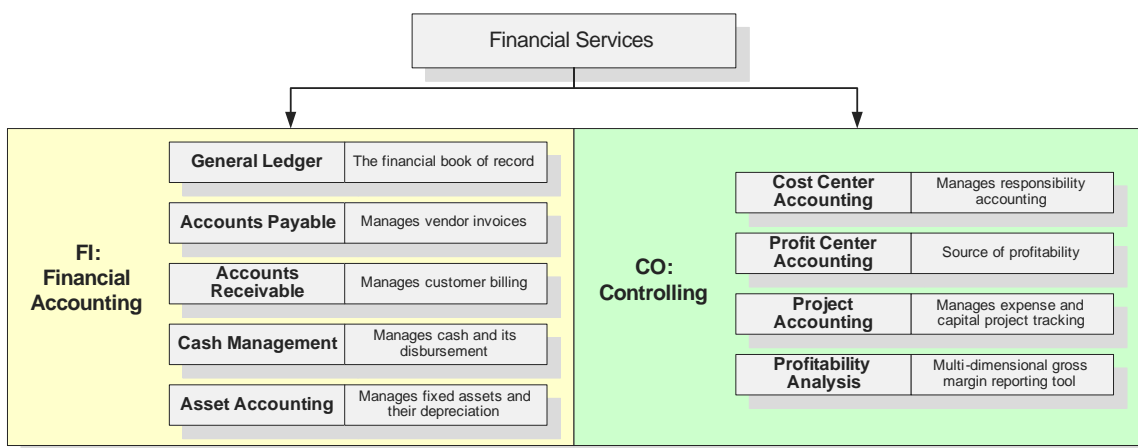 Financial Services
FI:
Financial
Accounting
General Ledger
The financial book of record
Accounts Payable
Manages vendor invoices
Accounts
Receivable
Manages customer billing
Cash Management
Manages cash and its
disbursement
Asset Accounting
Manages fixed assets and
their depreciation
CO:
Controlling
Cost Center
Accounting
Manages responsibility
accounting
Profit Center
Accounting
Source of profitability
Project
Accounting
Manages expense and
capital project tracking
Profitability
Analysis
Multi-dimensional gross
margin reporting tool